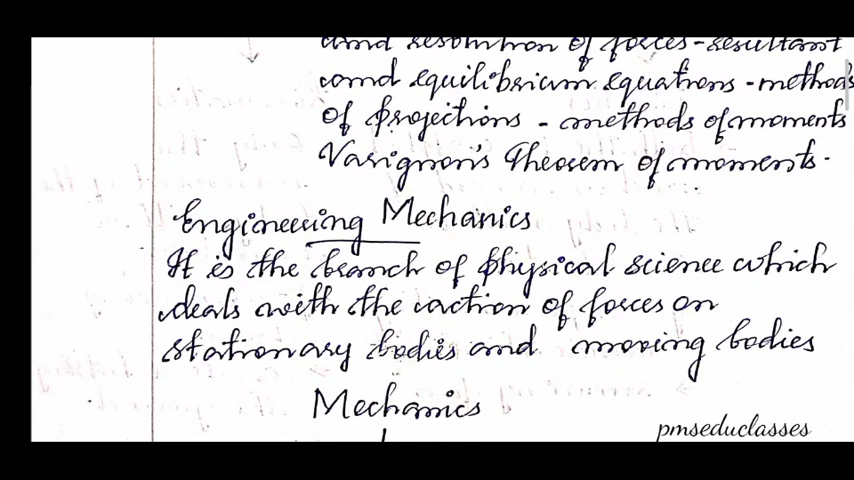 and resolution of forces - resultant
and equilibrium equations - methods
of projections - methods of moments
Varignon's Theorem of moments.
Engineering Mechanics
It is the branch of physical science which
deals with the action of forces on
stationary bodies and moving bodies
Mechanics
pmseduclasses